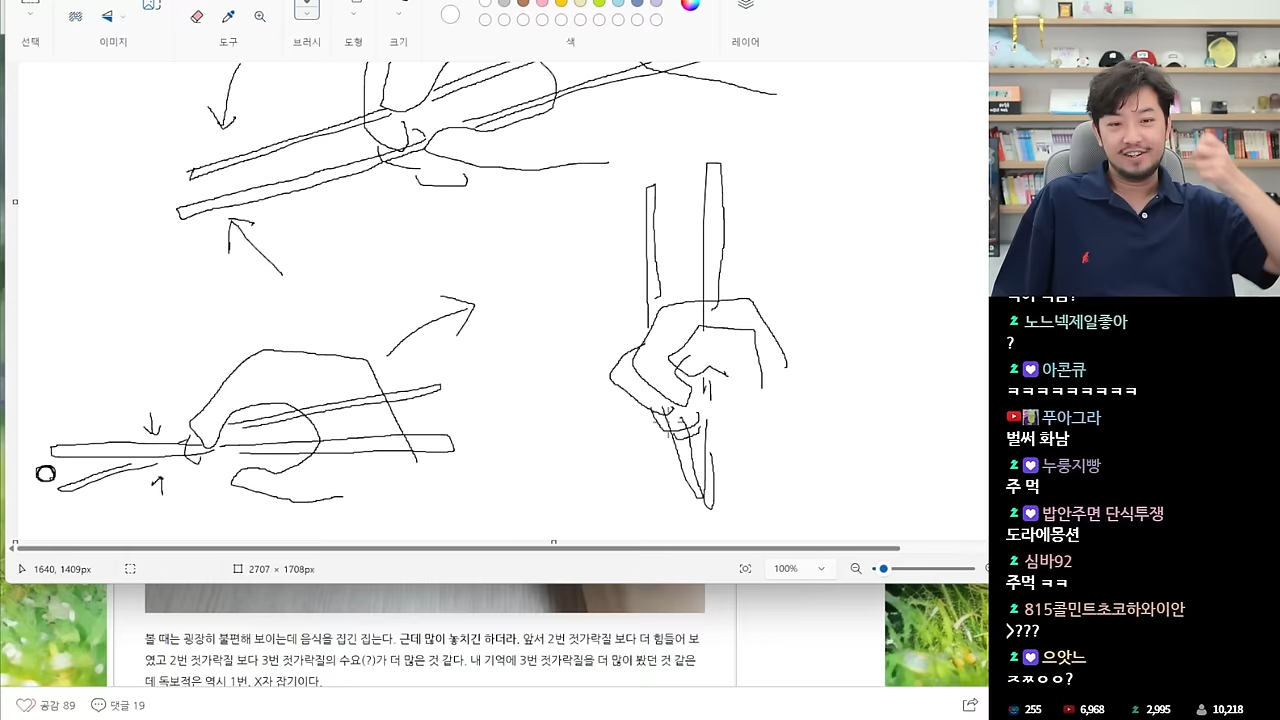 선택
이미지
도구
브러시
도형
크기
색
레이어
1640, 1409px
2707 × 1708px
100%
볼 때는 굉장히 불편해 보이는데 음식을 집긴 집는다. 근데 많이 놓치긴 하더라. 앞서 2번 젓가락질 보다 더 힘들어 보
였고 2번 젓가락질 보다 3번 젓가락질의 수요(?)가 더 많은 것 같다. 내 기억에 3번 젓가락질을 더 많이 봤던 것 같은
데 독보적은 역시 1번, X자 잡기이다.
공감 89
댓글 19
노느넥제일좋아
?
아콘큐
ㅋㅋㅋㅋㅋㅋㅋㅋㅋ
푸아그라
벌써 화남
누룽지빵
주 먹
밥안주면 단식투쟁
도라에몽션
심바92
주먹 ㅋㅋ
815콜민트초코하와이안
>???
으앗느
ㅈㅉㅇㅇ?
255
6,968
2,995
10,218